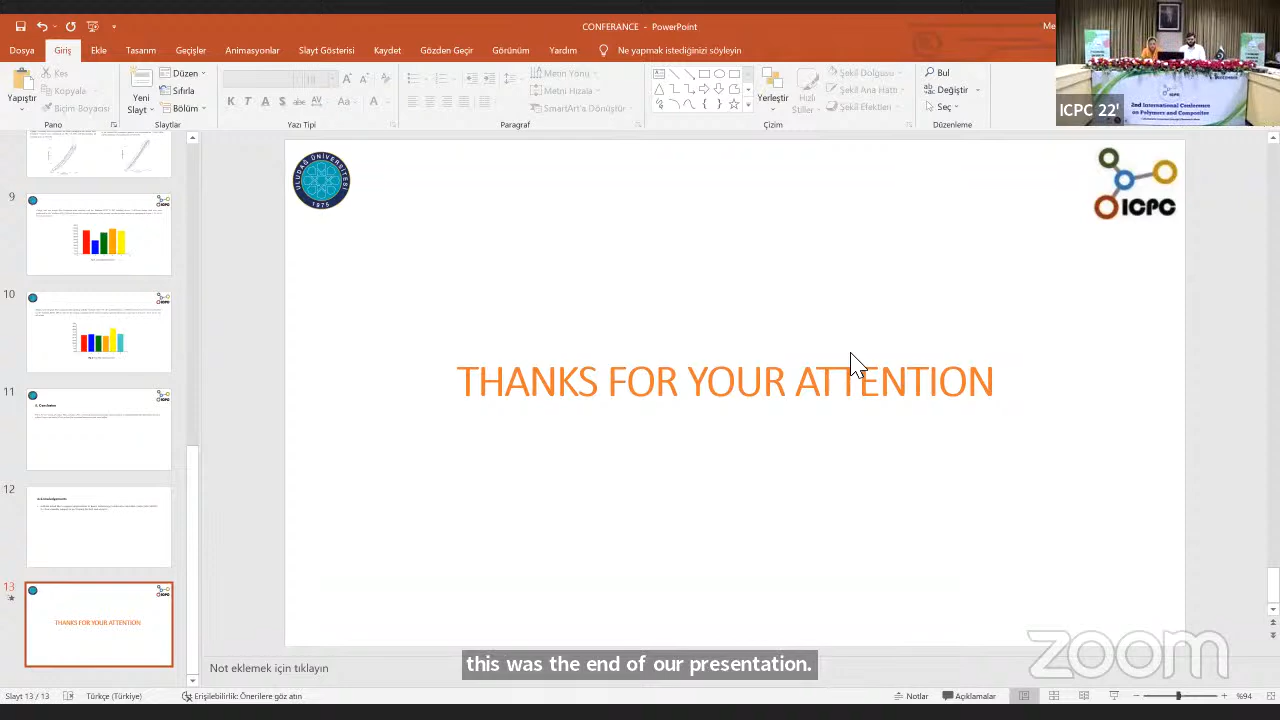 CONFERANCE - PowerPoint
Me
Dosya Giriş Ekle Tasarım Geçişler Animasyonlar Slayt Gösterisi Kaydet Gözden Geçir Görünüm Yardım Ne yapmak istediğinizi söyleyin
Yapıştır
Kes
Kopyala
Biçim Boyacısı
Pano
Yeni
Slayt
Düzen
Sıfırla
Bölüm
Slaytlar
K T A S
Aa
Yazı Tipi
Metin Yönü
Metni Hizala
SmartArt'a Dönüştür
Paragraf
Yerleştir
Hızlı
Stiller
Şekil Dolgusu
Şekil Ana Hattı
Şekil Efektleri
Çizim
Bul
Değiştir
Seç
Düzenleme
ICPC 22'
2nd International Conference
on Polymers and Composites
9
10
11
12
13
THANKS FOR YOUR ATTENTION
ULUDAĞ ÜNİVERSİTESİ
1975
ICPC
THANKS FOR YOUR ATTENTION
this was the end of our presentation.
zoom
Not eklemek için tıklayın
Slayt 13 / 13 Türkçe (Türkiye) Erişilebilirlik: Önerilere göz atın Notlar Açıklamalar %94